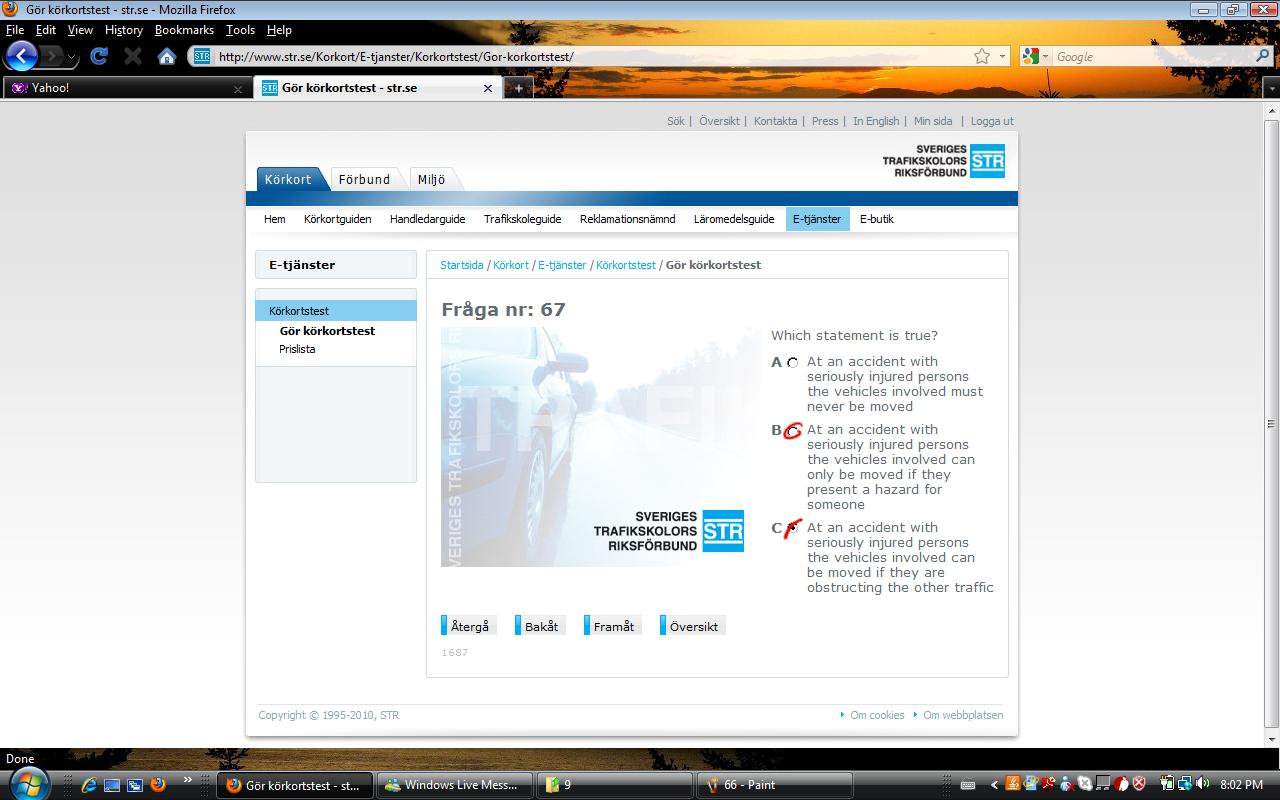 Gör körkortstest - str.se - Mozilla Firefox
File Edit View History Bookmarks Tools Help
STR http://www.str.se/Korkort/E-tjanster/Korkortstest/Gor-korkortstest/ Google
Yahoo! STR Gör körkortstest - str.se
Sök | Översikt | Kontakta | Press | In English | Min sida | Logga ut
SVERIGES
TRAFIKSKOLORS STR
RIKSFÖRBUND
Körkort Förbund Miljö
Hem Körkortguiden Handledarguide Trafikskoleguide Reklamationsnämnd Läromedelsguide E-tjänster E-butik
E-tjänster
Körkortstest
Gör körkortstest
Prislista
Startsida / Körkort / E-tjänster / Körkortstest / Gör körkortstest
Fråga nr: 67
SVERIGES TRAFIKSKOLORS R
TRAFIK
SVERIGES
TRAFIKSKOLORS STR
RIKSFÖRBUND
Which statement is true?
A At an accident with
seriously injured persons
the vehicles involved must
never be moved
B At an accident with
seriously injured persons
the vehicles involved can
only be moved if they
present a hazard for
someone
C At an accident with
seriously injured persons
the vehicles involved can
be moved if they are
obstructing the other traffic
Återgå Bakåt Framåt Översikt
1687
Copyright © 1995-2010, STR Om cookies Om webbplatsen
Done
Gör körkortstest - st... Windows Live Mess... 9 66 - Paint 8:02 PM